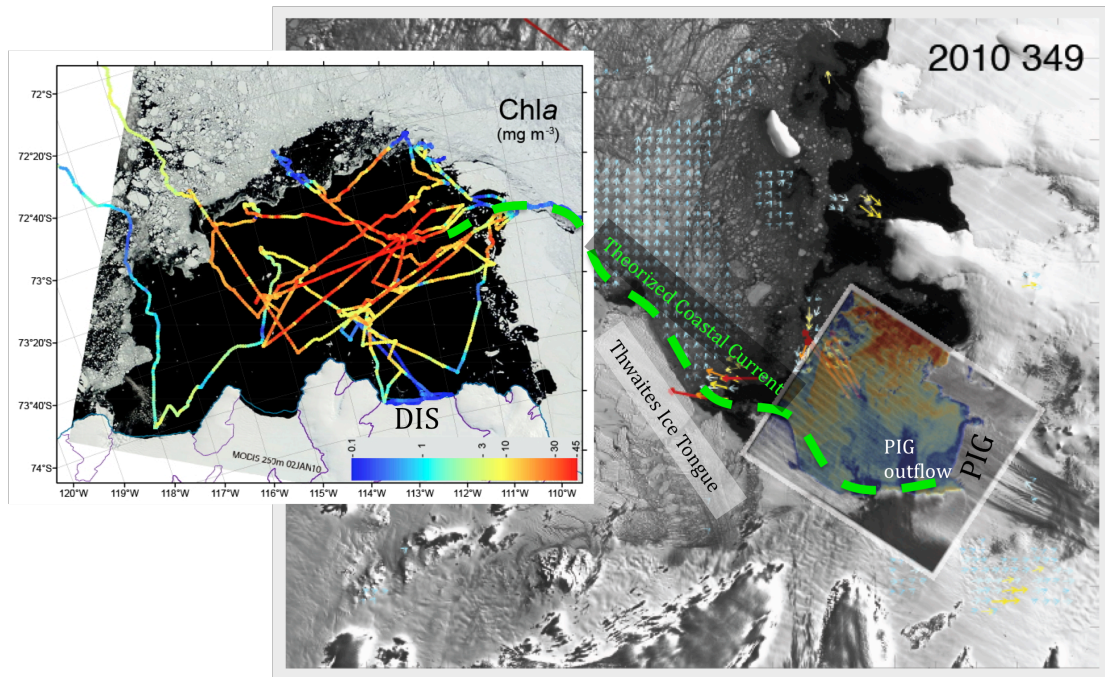 2010 349
Chla
(mg m⁻³)
72°S
72°20'S
72°40'S
73°S
73°20'S
73°40'S
74°S
120°W
119°W
118°W
117°W
116°W
115°W
114°W
113°W
112°W
111°W
110°W
DIS
MODIS 250m 02JAN10
0.1
1
3
10
30
45
Theorized Coastal Current
Thwaites Ice Tongue
PIG
outflow
PIG